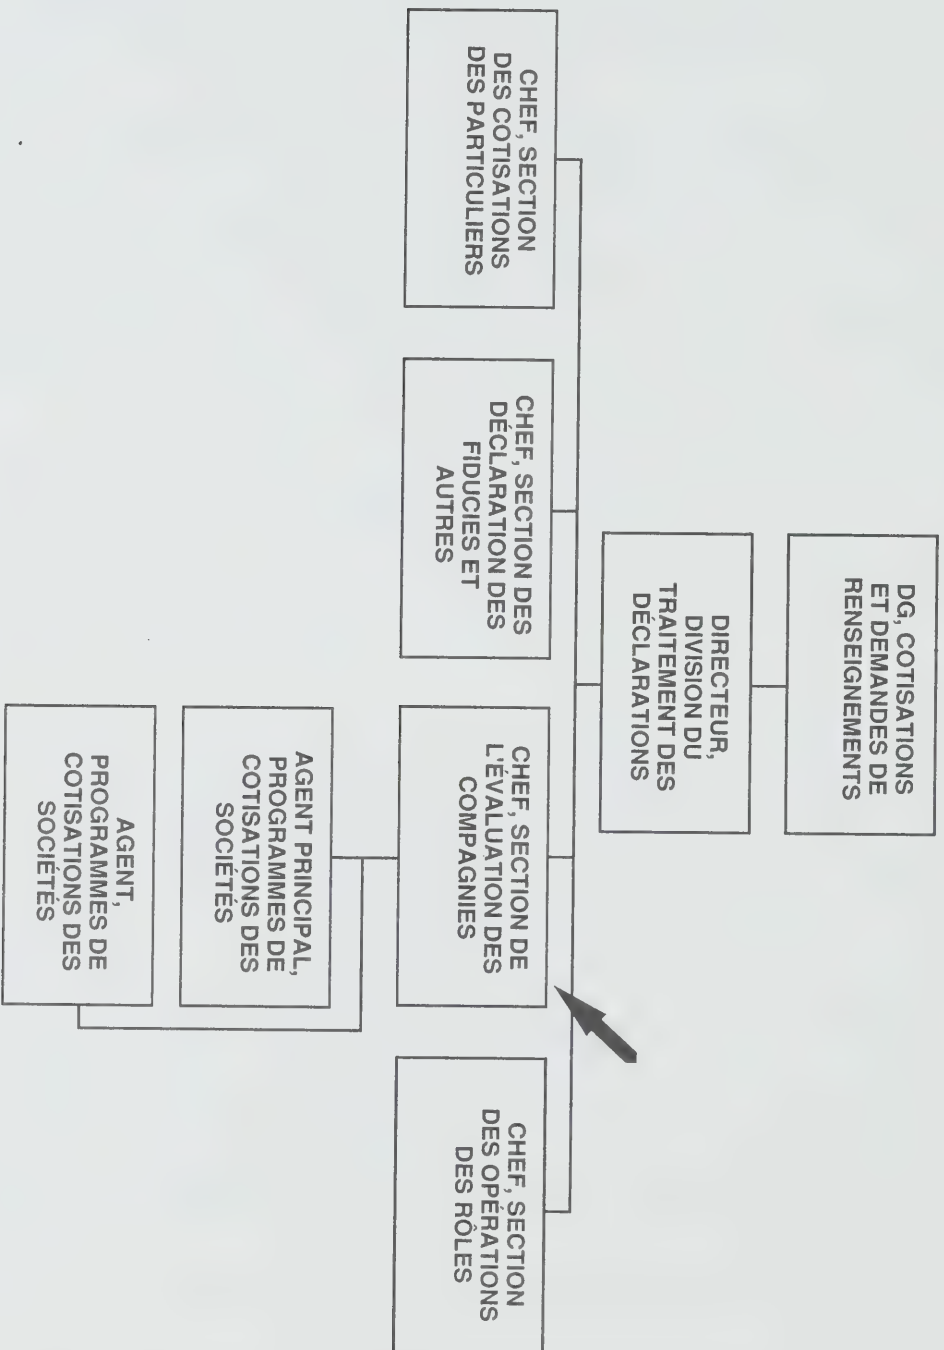 DG, COTISATIONS
ET DEMANDES DE
RENSEIGNEMENTS
DIRECTEUR,
DIVISION DU
TRAITEMENT DES
DÉCLARATIONS
CHEF, SECTION
DES COTISATIONS
DES PARTICULIERS
CHEF, SECTION DES
DÉCLARATION DES
FIDUCIES ET
AUTRES
CHEF, SECTION DE
L'ÉVALUATION DES
COMPAGNIES
CHEF, SECTION
DES OPÉRATIONS
DES RÔLES
AGENT PRINCIPAL,
PROGRAMMES DE
COTISATIONS DES
SOCIÉTÉS
AGENT,
PROGRAMMES DE
COTISATIONS DES
SOCIÉTÉS